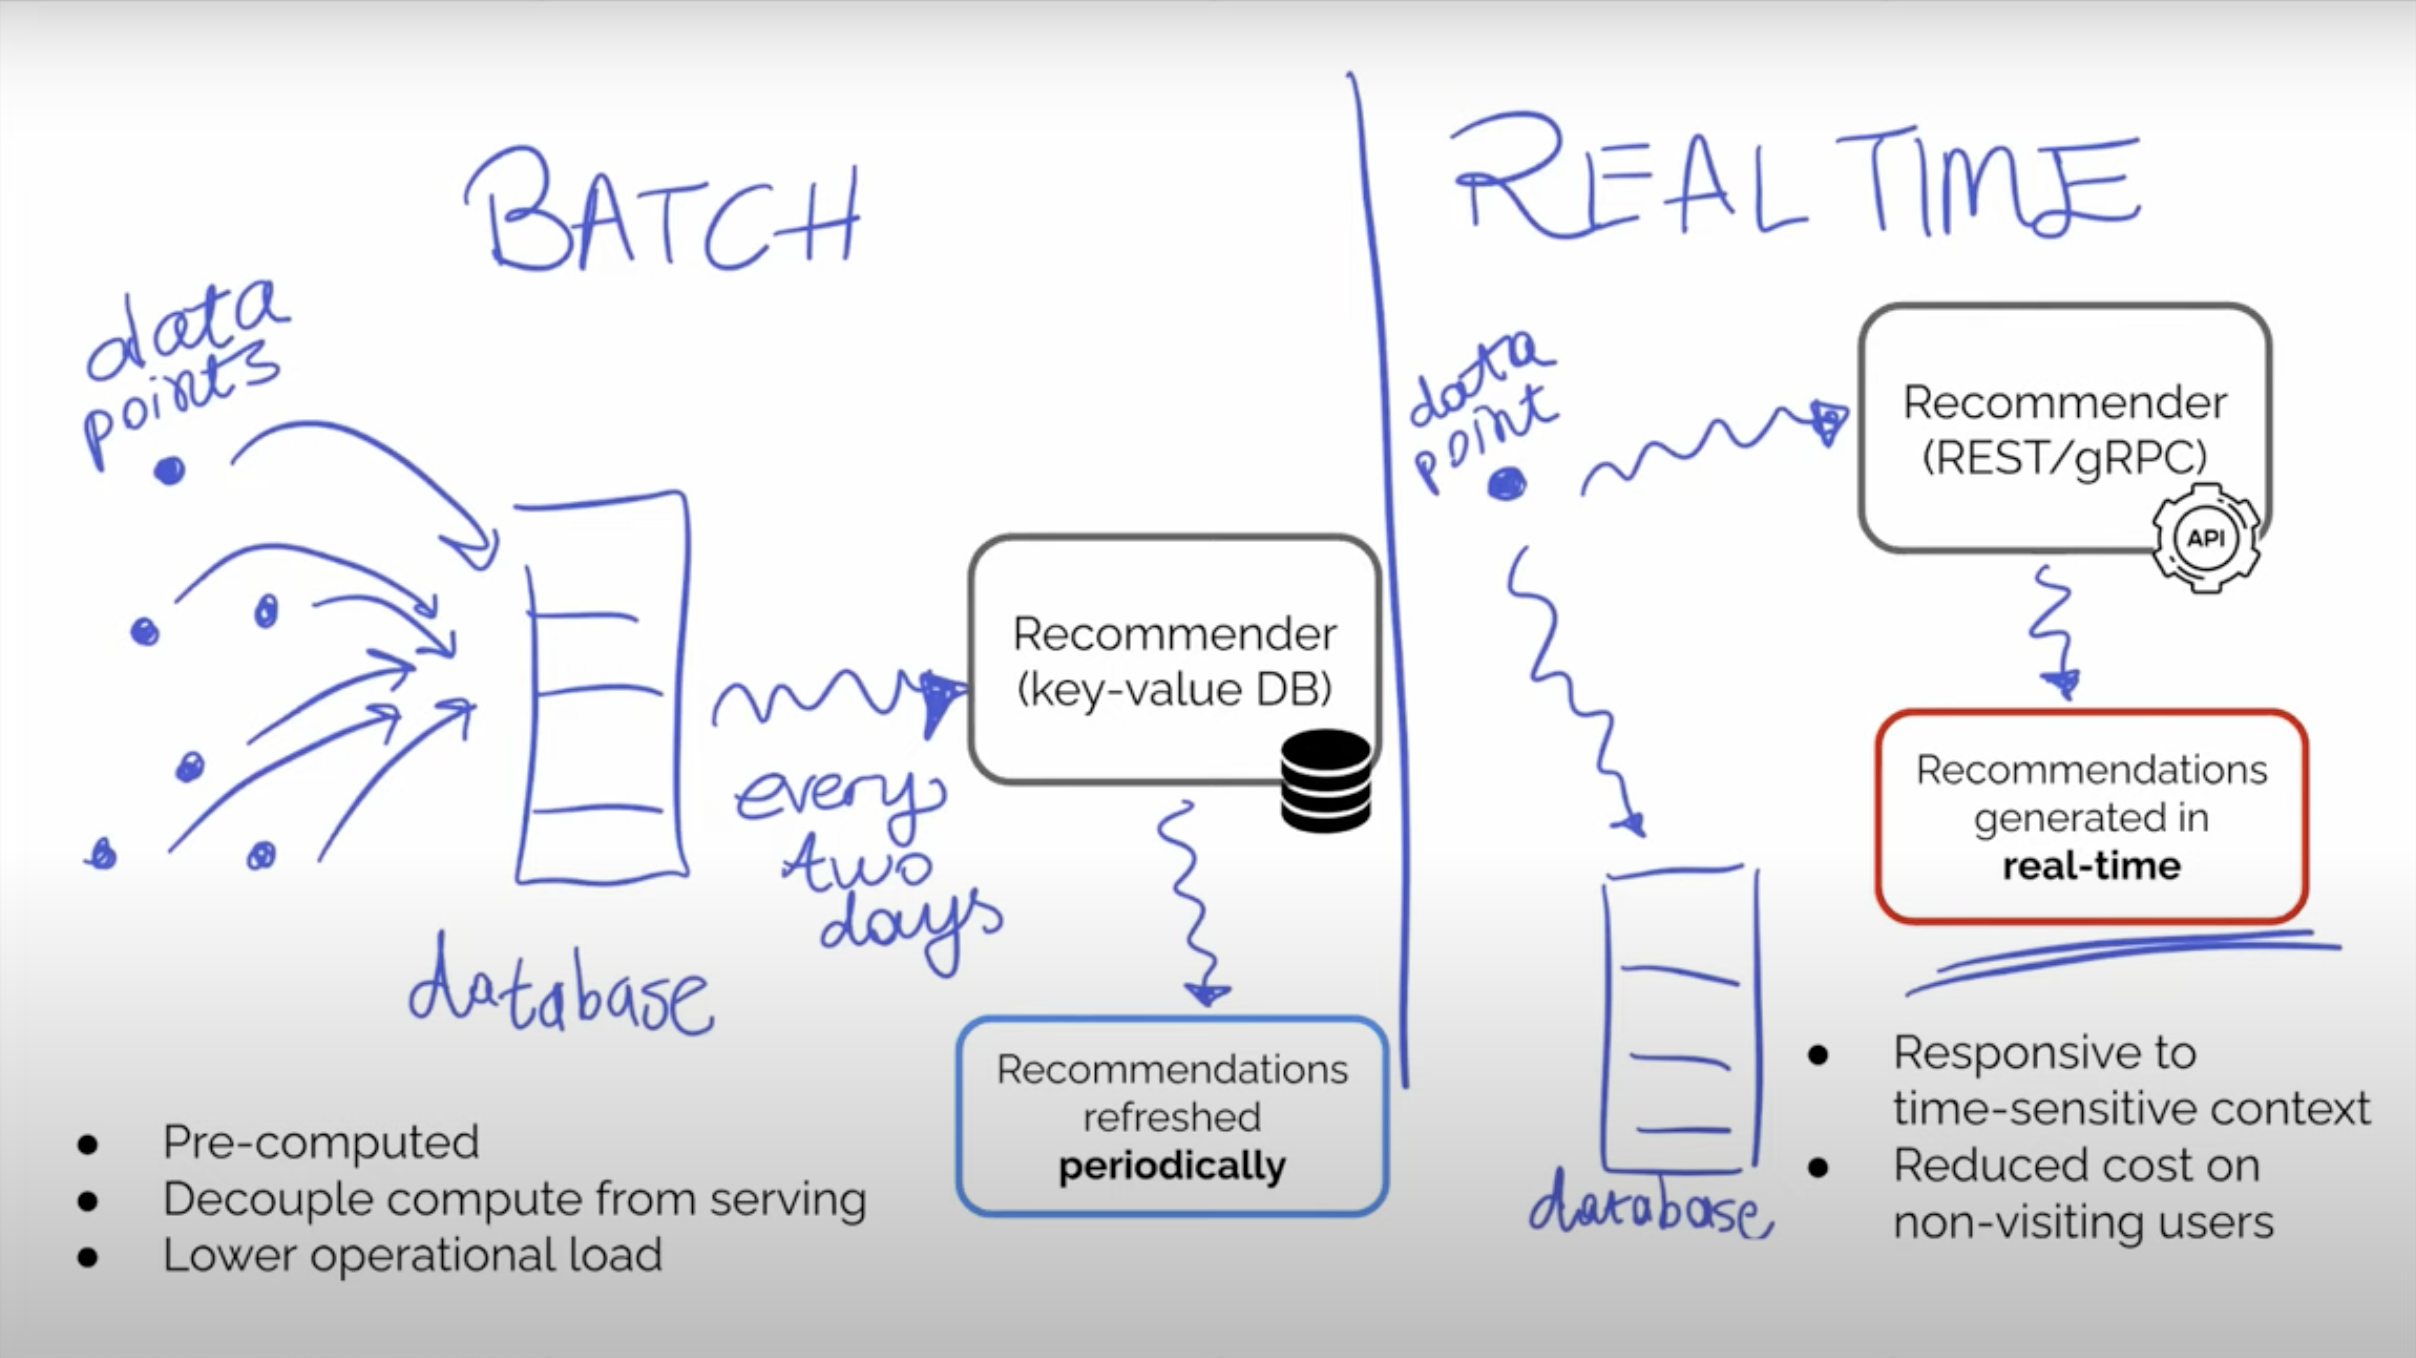 BATCH
data
points
database
every
two
days
Recommender
(key-value DB)
Recommendations
refreshed
periodically
● Pre-computed
● Decouple compute from serving
● Lower operational load
REAL TIME
data
point
Recommender
(REST/gRPC)
API
Recommendations
generated in
real-time
database
● Responsive to
time-sensitive context
● Reduced cost on
non-visiting users